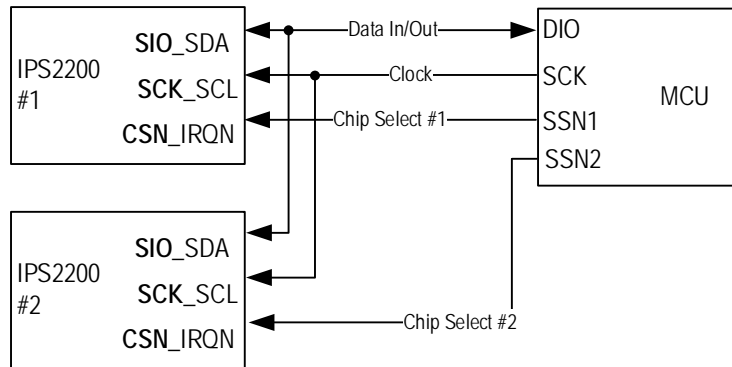 SIO_SDA
Data In/Out
DIO
IPS2200
#1
SCK_SCL
Clock
SCK
MCU
CSN_IRQN
Chip Select #1
SSN1
SSN2
IPS2200
#2
SIO_SDA
SCK_SCL
CSN_IRQN
Chip Select #2